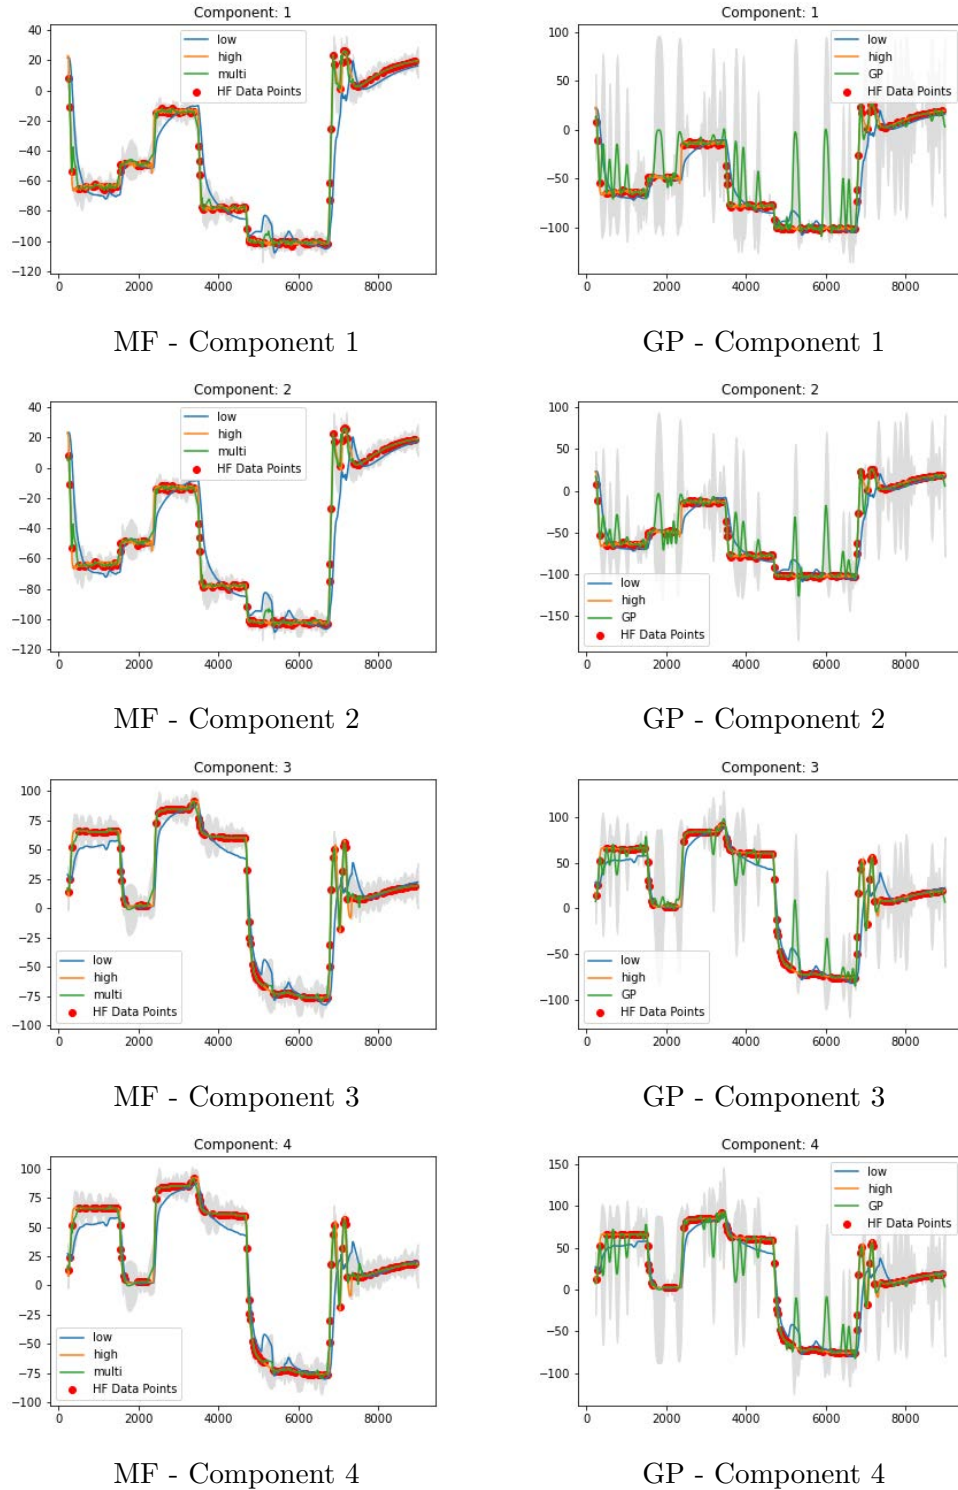 Component: 1
40
20
0
−20
−40
−60
−80
−100
−120
0
2000
4000
6000
8000
low
high
multi
HF Data Points
MF - Component 1
Component: 1
100
50
0
−50
−100
0
2000
4000
6000
8000
low
high
GP
HF Data Points
GP - Component 1
Component: 2
40
20
0
−20
−40
−60
−80
−100
−120
0
2000
4000
6000
8000
low
high
multi
HF Data Points
MF - Component 2
Component: 2
100
50
0
−50
−100
−150
0
2000
4000
6000
8000
low
high
GP
HF Data Points
GP - Component 2
Component: 3
100
75
50
25
0
−25
−50
−75
−100
0
2000
4000
6000
8000
low
high
multi
HF Data Points
MF - Component 3
Component: 3
100
50
0
−50
−100
0
2000
4000
6000
8000
low
high
GP
HF Data Points
GP - Component 3
Component: 4
100
75
50
25
0
−25
−50
−75
−100
0
2000
4000
6000
8000
low
high
multi
HF Data Points
MF - Component 4
Component: 4
150
100
50
0
−50
−100
0
2000
4000
6000
8000
low
high
GP
HF Data Points
GP - Component 4